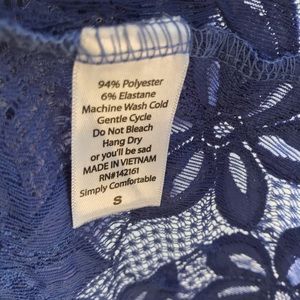 94% Polyester
6% Elastane
Machine Wash Cold
Gentle Cycle
Do Not Bleach
Hang Dry
or you'll be sad
MADE IN VIETNAM
RN#142161
Simply Comfortable
S